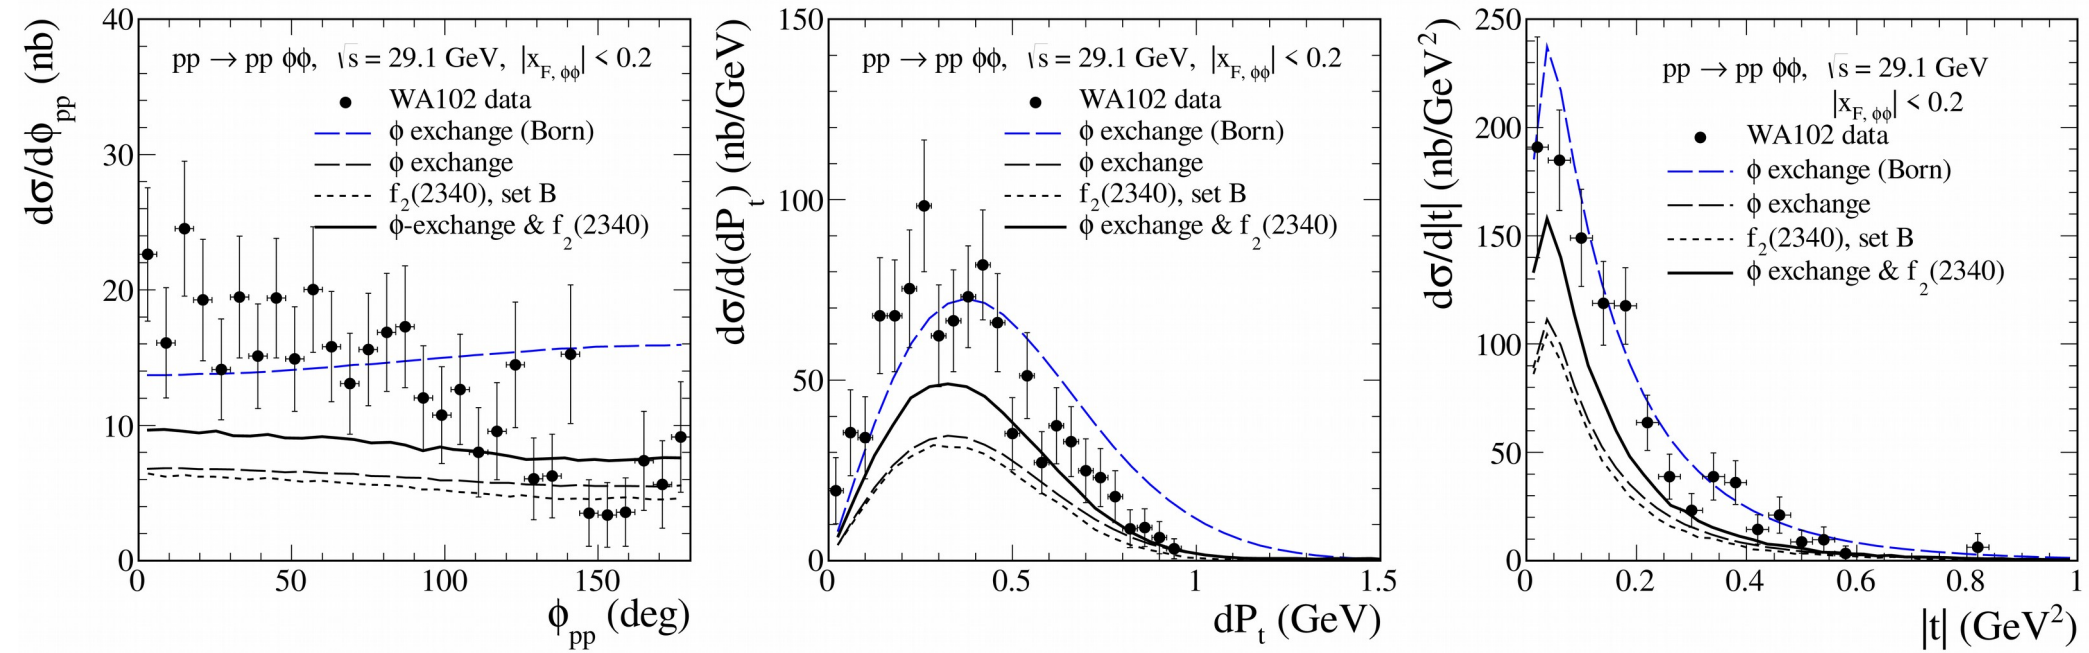 dσ/dϕ_pp (nb)
40
30
20
10
0
pp → pp ϕϕ, √s = 29.1 GeV, |x_F, ϕϕ| < 0.2
WA102 data
ϕ exchange (Born)
ϕ exchange
f_2(2340), set B
ϕ-exchange & f_2(2340)
0 50 100 150
ϕ_pp (deg)
dσ/d(dP_t) (nb/GeV)
150
100
50
0
pp → pp ϕϕ, √s = 29.1 GeV, |x_F, ϕϕ| < 0.2
WA102 data
ϕ exchange (Born)
ϕ exchange
f_2(2340), set B
ϕ exchange & f_2(2340)
0 0.5 1 1.5
dP_t (GeV)
dσ/d|t| (nb/GeV²)
250
200
150
100
50
0
pp → pp ϕϕ, √s = 29.1 GeV
|x_F, ϕϕ| < 0.2
WA102 data
ϕ exchange (Born)
ϕ exchange
f_2(2340), set B
ϕ exchange & f_2(2340)
0 0.2 0.4 0.6 0.8 1
|t| (GeV²)